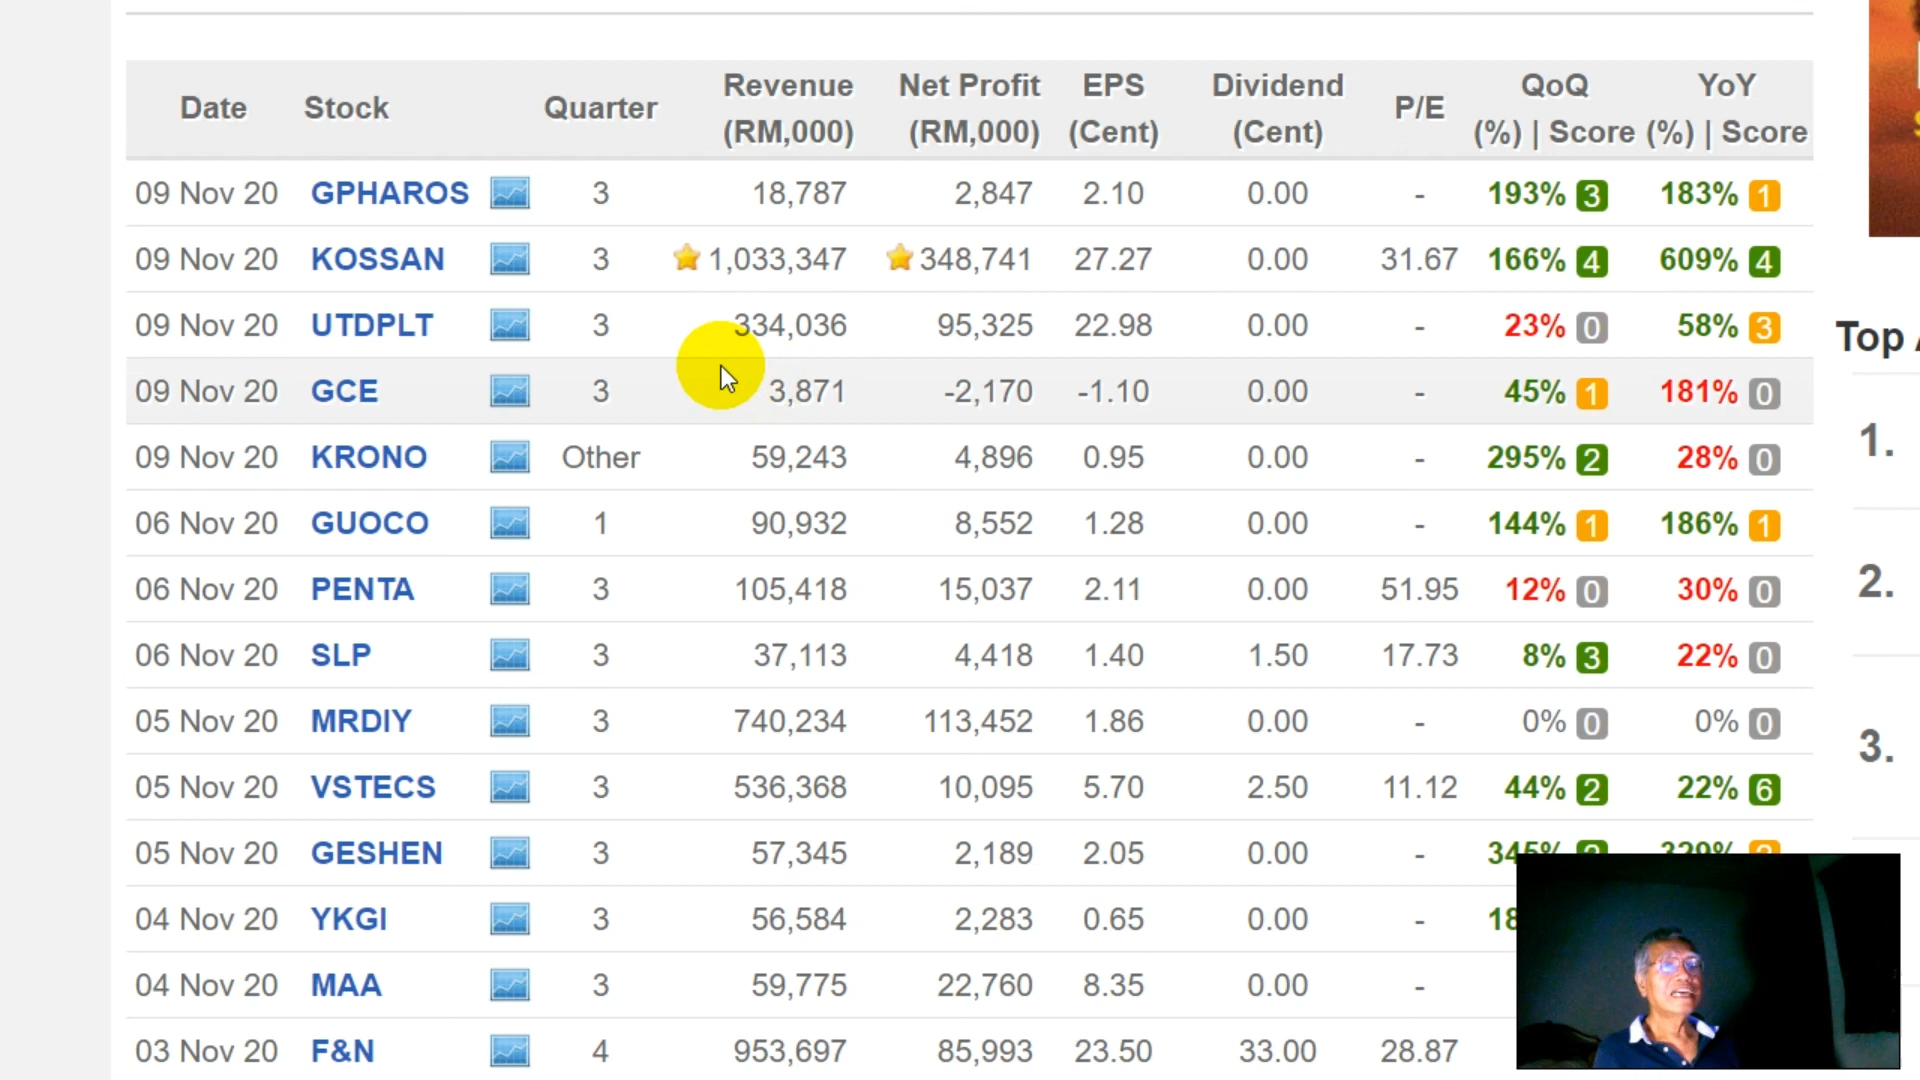 Date Stock Quarter Revenue (RM,000) Net Profit (RM,000) EPS (Cent) Dividend (Cent) P/E QoQ (%) | Score YoY (%) | Score
09 Nov 20 GPHAROS 3 18,787 2,847 2.10 0.00 - 193% 3 183% 1
09 Nov 20 KOSSAN 3 1,033,347 348,741 27.27 0.00 31.67 166% 4 609% 4
09 Nov 20 UTDPLT 3 334,036 95,325 22.98 0.00 - 23% 0 58% 3
09 Nov 20 GCE 3 3,871 -2,170 -1.10 0.00 - 45% 1 181% 0
09 Nov 20 KRONO Other 59,243 4,896 0.95 0.00 - 295% 2 28% 0
06 Nov 20 GUOCO 1 90,932 8,552 1.28 0.00 - 144% 1 186% 1
06 Nov 20 PENTA 3 105,418 15,037 2.11 0.00 51.95 12% 0 30% 0
06 Nov 20 SLP 3 37,113 4,418 1.40 1.50 17.73 8% 3 22% 0
05 Nov 20 MRDIY 3 740,234 113,452 1.86 0.00 - 0% 0 0% 0
05 Nov 20 VSTECS 3 536,368 10,095 5.70 2.50 11.12 44% 2 22% 6
05 Nov 20 GESHEN 3 57,345 2,189 2.05 0.00 - 345%
04 Nov 20 YKGI 3 56,584 2,283 0.65 0.00 - 18
04 Nov 20 MAA 3 59,775 22,760 8.35 0.00 -
03 Nov 20 F&N 4 953,697 85,993 23.50 33.00 28.87
Top
1.
2.
3.